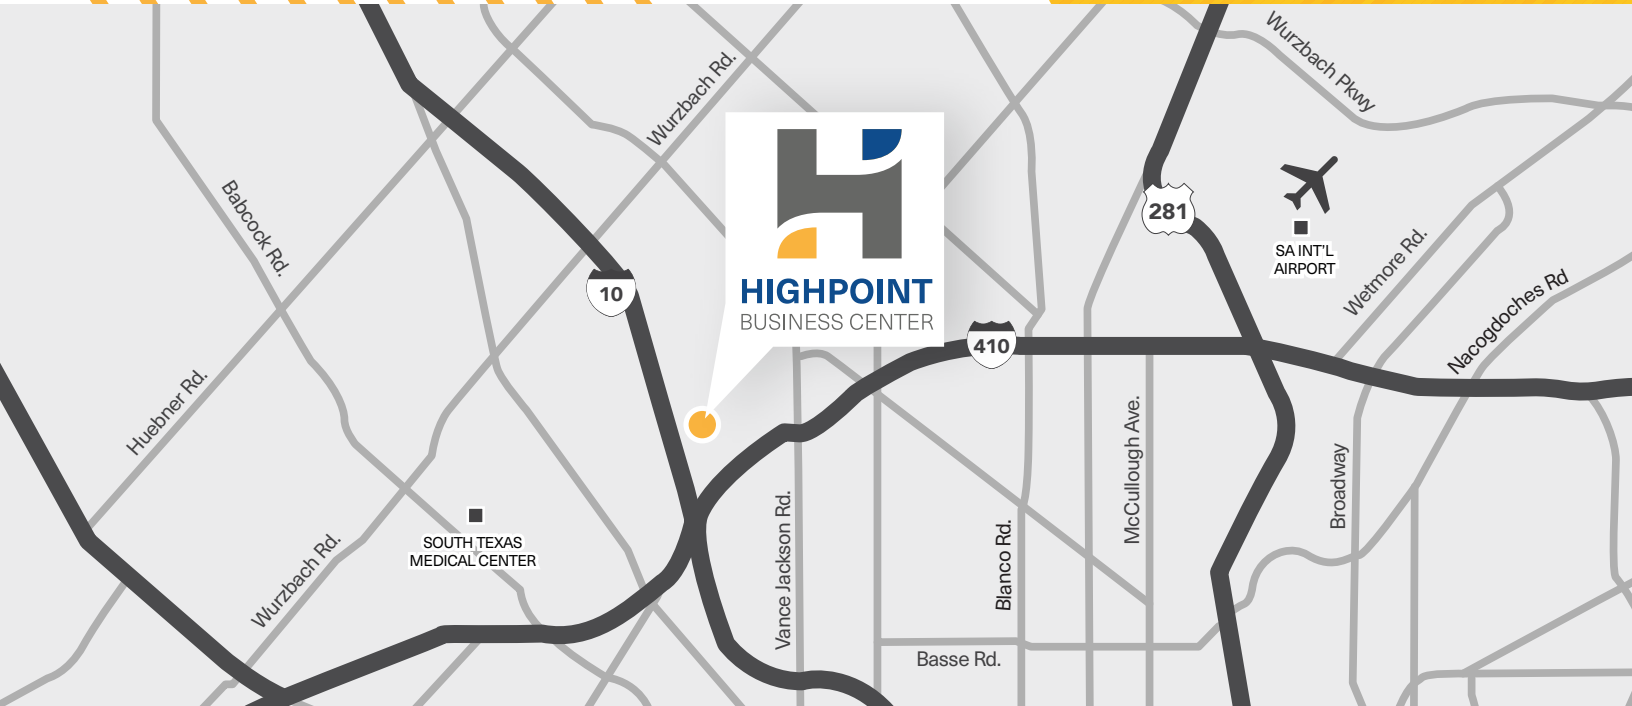 Wurzbach Pkwy
Wurzbach Rd.
Babcock Rd.
281
SA INT'L
AIRPORT
Wetmore Rd.
Nacogdoches Rd
10
HIGHPOINT
BUSINESS CENTER
410
Huebner Rd.
McCullough Ave.
Broadway
SOUTH TEXAS
MEDICAL CENTER
Wurzbach Rd.
Vance Jackson Rd.
Blanco Rd.
Basse Rd.